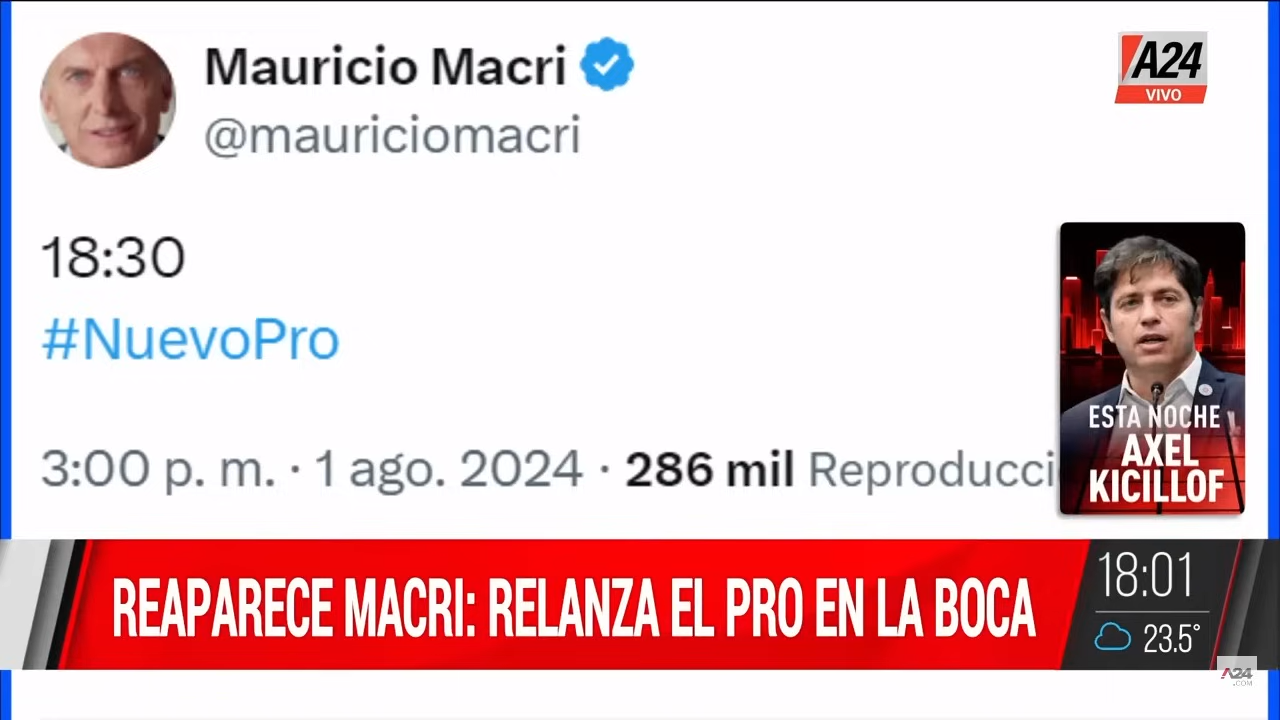 Mauricio Macri
@mauriciomacri
A24
VIVO
18:30
#NuevoPro
3:00 p. m. · 1 ago. 2024 · 286 mil Reproducci
ESTA NOCHE
AXEL
KICILLOF
REAPARECE MACRI: RELANZA EL PRO EN LA BOCA
18:01
23.5°
A24
.COM